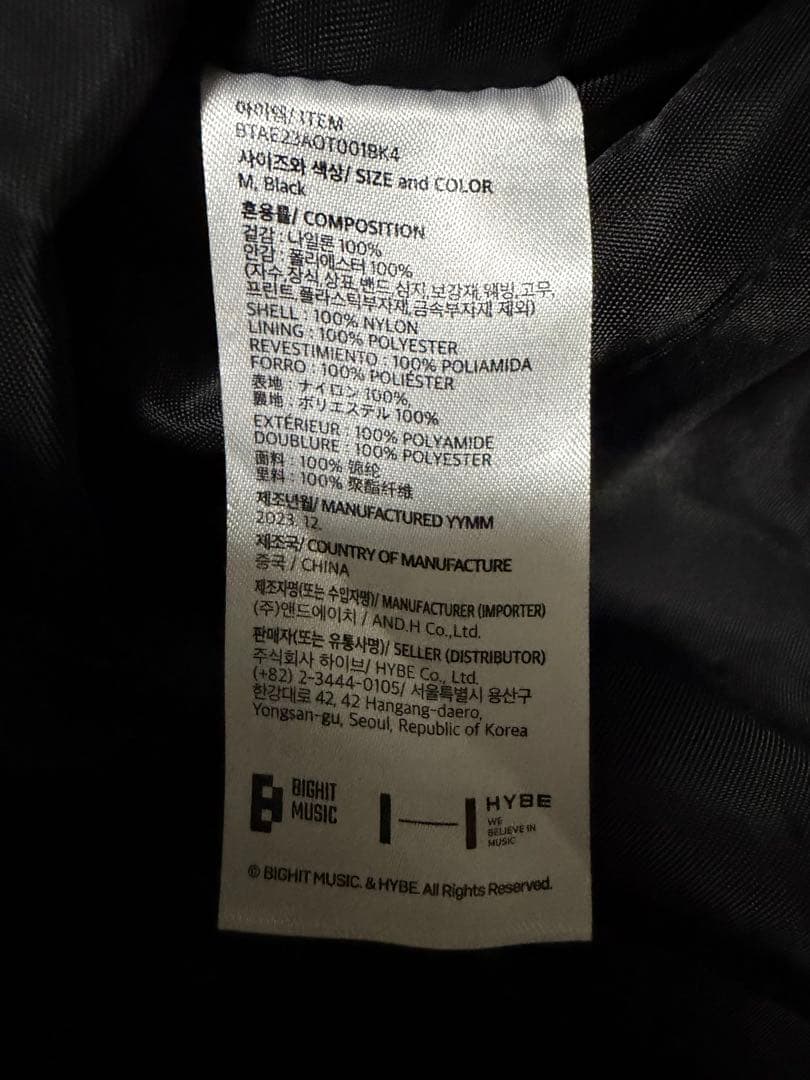 아이템/ ITEM
BTAE23AOT001BK4
사이즈와 색상/ SIZE and COLOR
M, Black
혼용률/ COMPOSITION
겉감 : 나일론 100%
안감 : 폴리에스터 100%
(자수,장식,상표,밴드,심지,보강재,웨빙,고무,
프린트,플라스틱부자재,금속부자재 제외)
SHELL : 100% NYLON
LINING : 100% POLYESTER
REVESTIMIENTO : 100% POLIAMIDA
FORRO : 100% POLIÉSTER
表地 : ナイロン 100%,
裏地 : ポリエステル 100%
EXTÉRIEUR : 100% POLYAMIDE
DOUBLURE : 100% POLYESTER
面料 : 100% 锦纶
里料 : 100% 聚酯纤维
제조년월/ MANUFACTURED YYMM
2023. 12.
제조국/ COUNTRY OF MANUFACTURE
중국 / CHINA
제조자명(또는 수입자명)/ MANUFACTURER (IMPORTER)
(주)앤드에이치 / AND.H Co.,Ltd.
판매자(또는 유통사명)/ SELLER (DISTRIBUTOR)
주식회사 하이브/ HYBE Co., Ltd.
(+82) 2-3444-0105/ 서울특별시 용산구
한강대로 42, 42 Hangang-daero,
Yongsan-gu, Seoul, Republic of Korea
BIGHIT
MUSIC
HYBE
WE
BELIEVE IN
MUSIC
© BIGHIT MUSIC. & HYBE. All Rights Reserved.